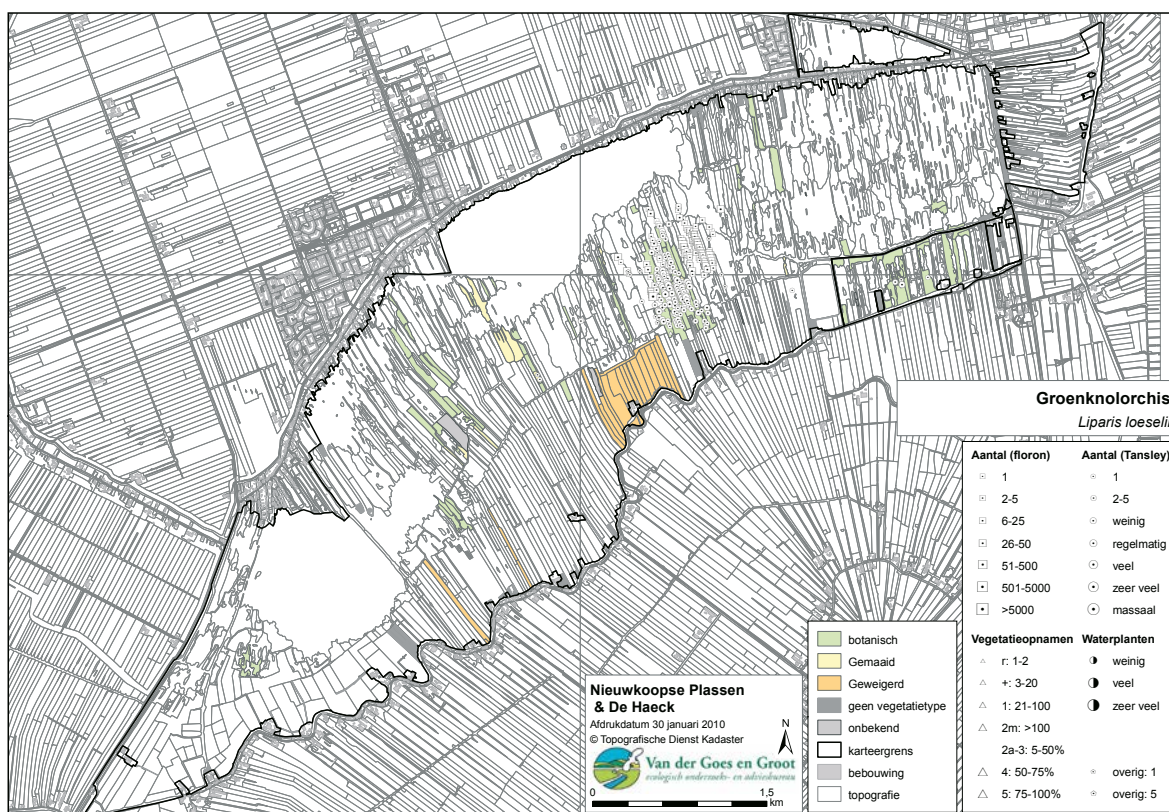 Groenknolorchis
Liparis loeselii
Aantal (floron)
1
2-5
6-25
26-50
51-500
501-5000
>5000
Aantal (Tansley)
1
2-5
weinig
regelmatig
veel
zeer veel
massaal
Vegetatieopnamen
r: 1-2
+: 3-20
1: 21-100
2m: >100
2a-3: 5-50%
4: 50-75%
5: 75-100%
Waterplanten
weinig
veel
zeer veel
overig: 1
overig: 5
botanisch
Gemaaid
Geweigerd
geen vegetatietype
onbekend
karteergrens
bebouwing
topografie
Nieuwkoopse Plassen
& De Haeck
Afdrukdatum 30 januari 2010
© Topografische Dienst Kadaster
N
Van der Goes en Groot
ecologisch onderzoeks- en adviesbureau
0 1,5
km